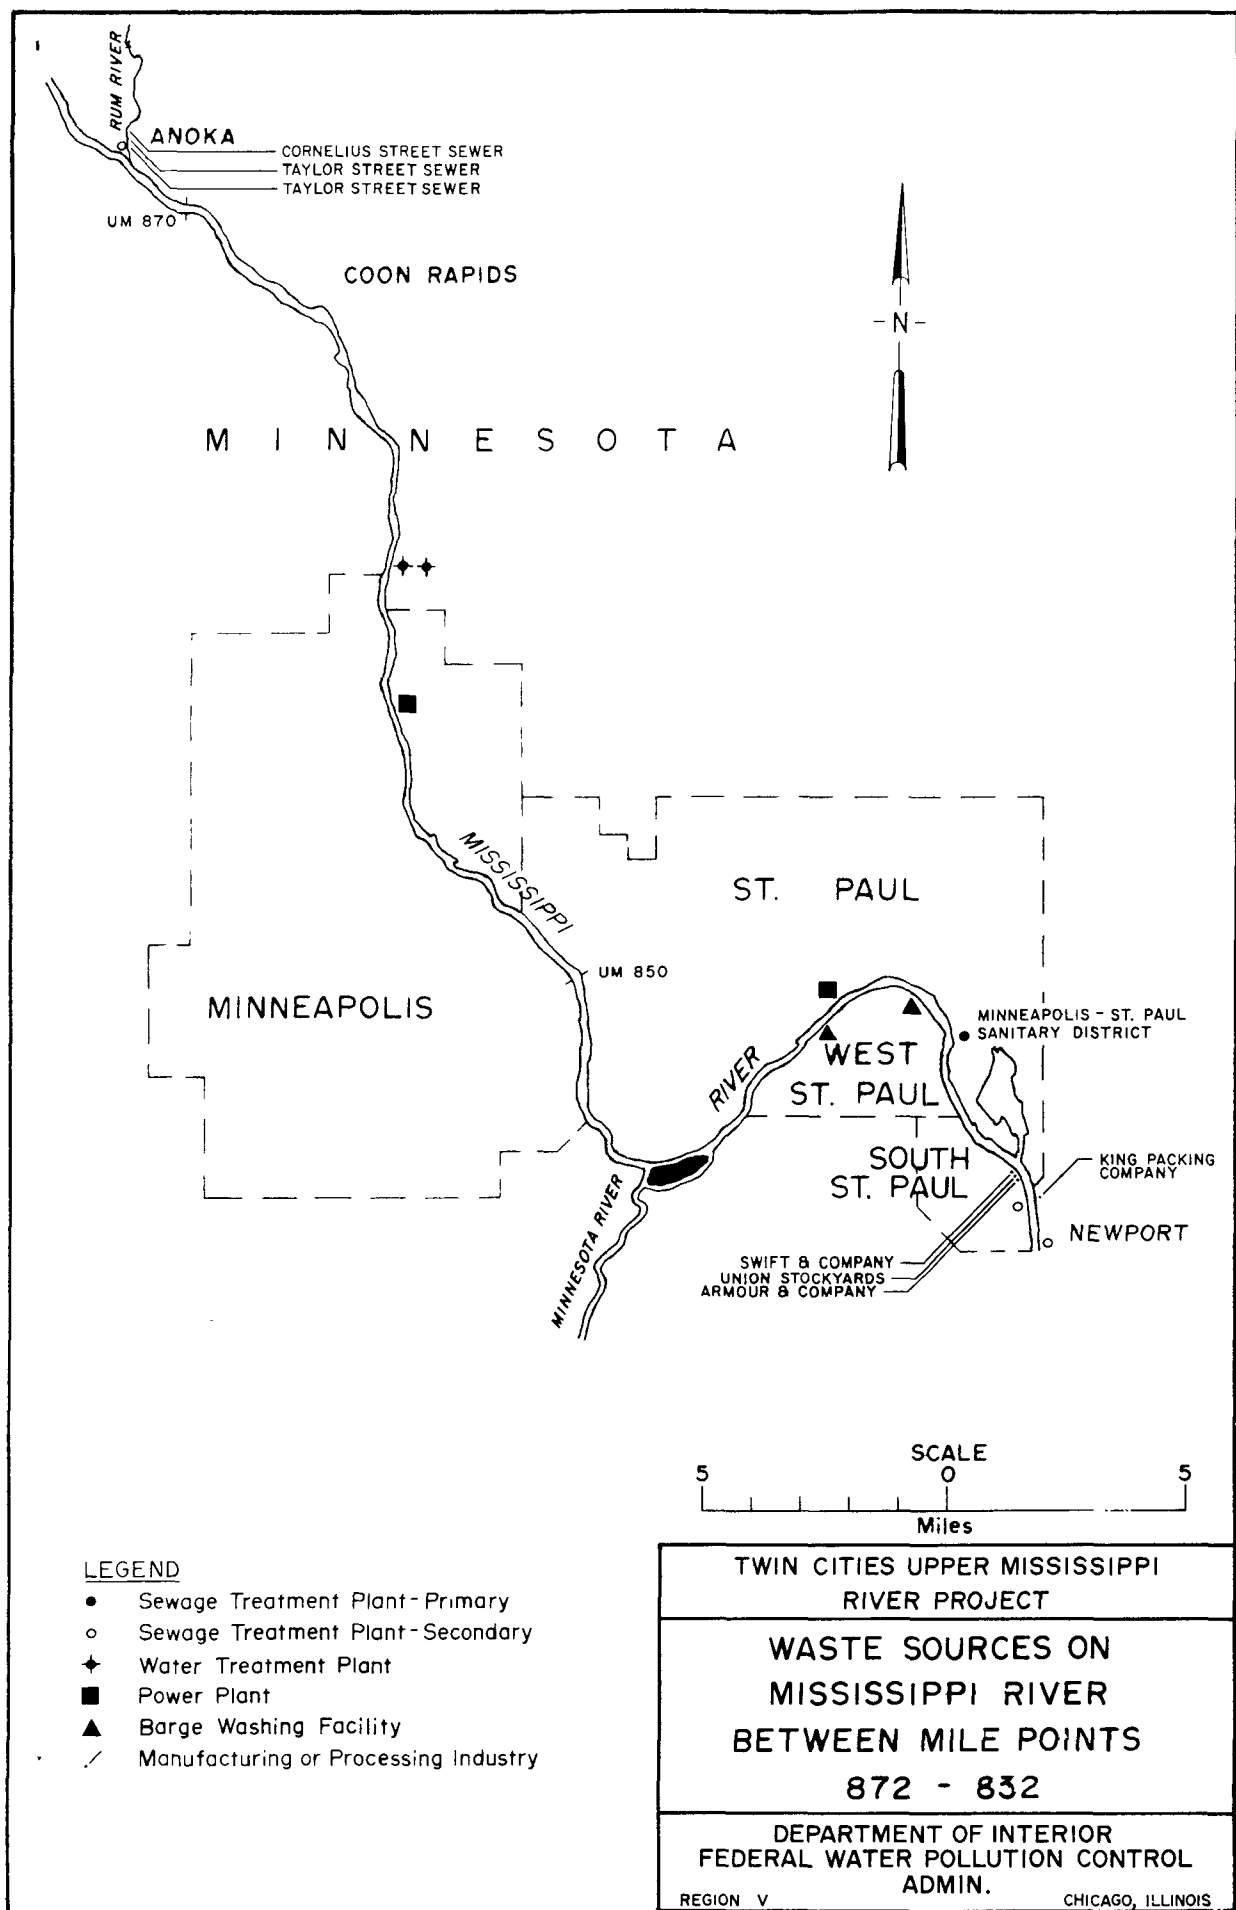 RUM RIVER
ANOKA
CORNELIUS STREET SEWER
TAYLOR STREET SEWER
TAYLOR STREET SEWER
UM 870
COON RAPIDS
- N -
MINNESOTA
MISSISSIPPI
ST. PAUL
UM 850
MINNEAPOLIS
MINNEAPOLIS - ST. PAUL
SANITARY DISTRICT
WEST
ST. PAUL
RIVER
SOUTH
ST. PAUL
KING PACKING
COMPANY
MINNESOTA RIVER
NEWPORT
SWIFT & COMPANY
UNION STOCKYARDS
ARMOUR & COMPANY
SCALE
5 0 5
Miles
LEGEND
Sewage Treatment Plant-Primary
Sewage Treatment Plant-Secondary
Water Treatment Plant
Power Plant
Barge Washing Facility
Manufacturing or Processing Industry
TWIN CITIES UPPER MISSISSIPPI
RIVER PROJECT
WASTE SOURCES ON
MISSISSIPPI RIVER
BETWEEN MILE POINTS
872 - 832
DEPARTMENT OF INTERIOR
FEDERAL WATER POLLUTION CONTROL
ADMIN.
REGION V CHICAGO, ILLINOIS